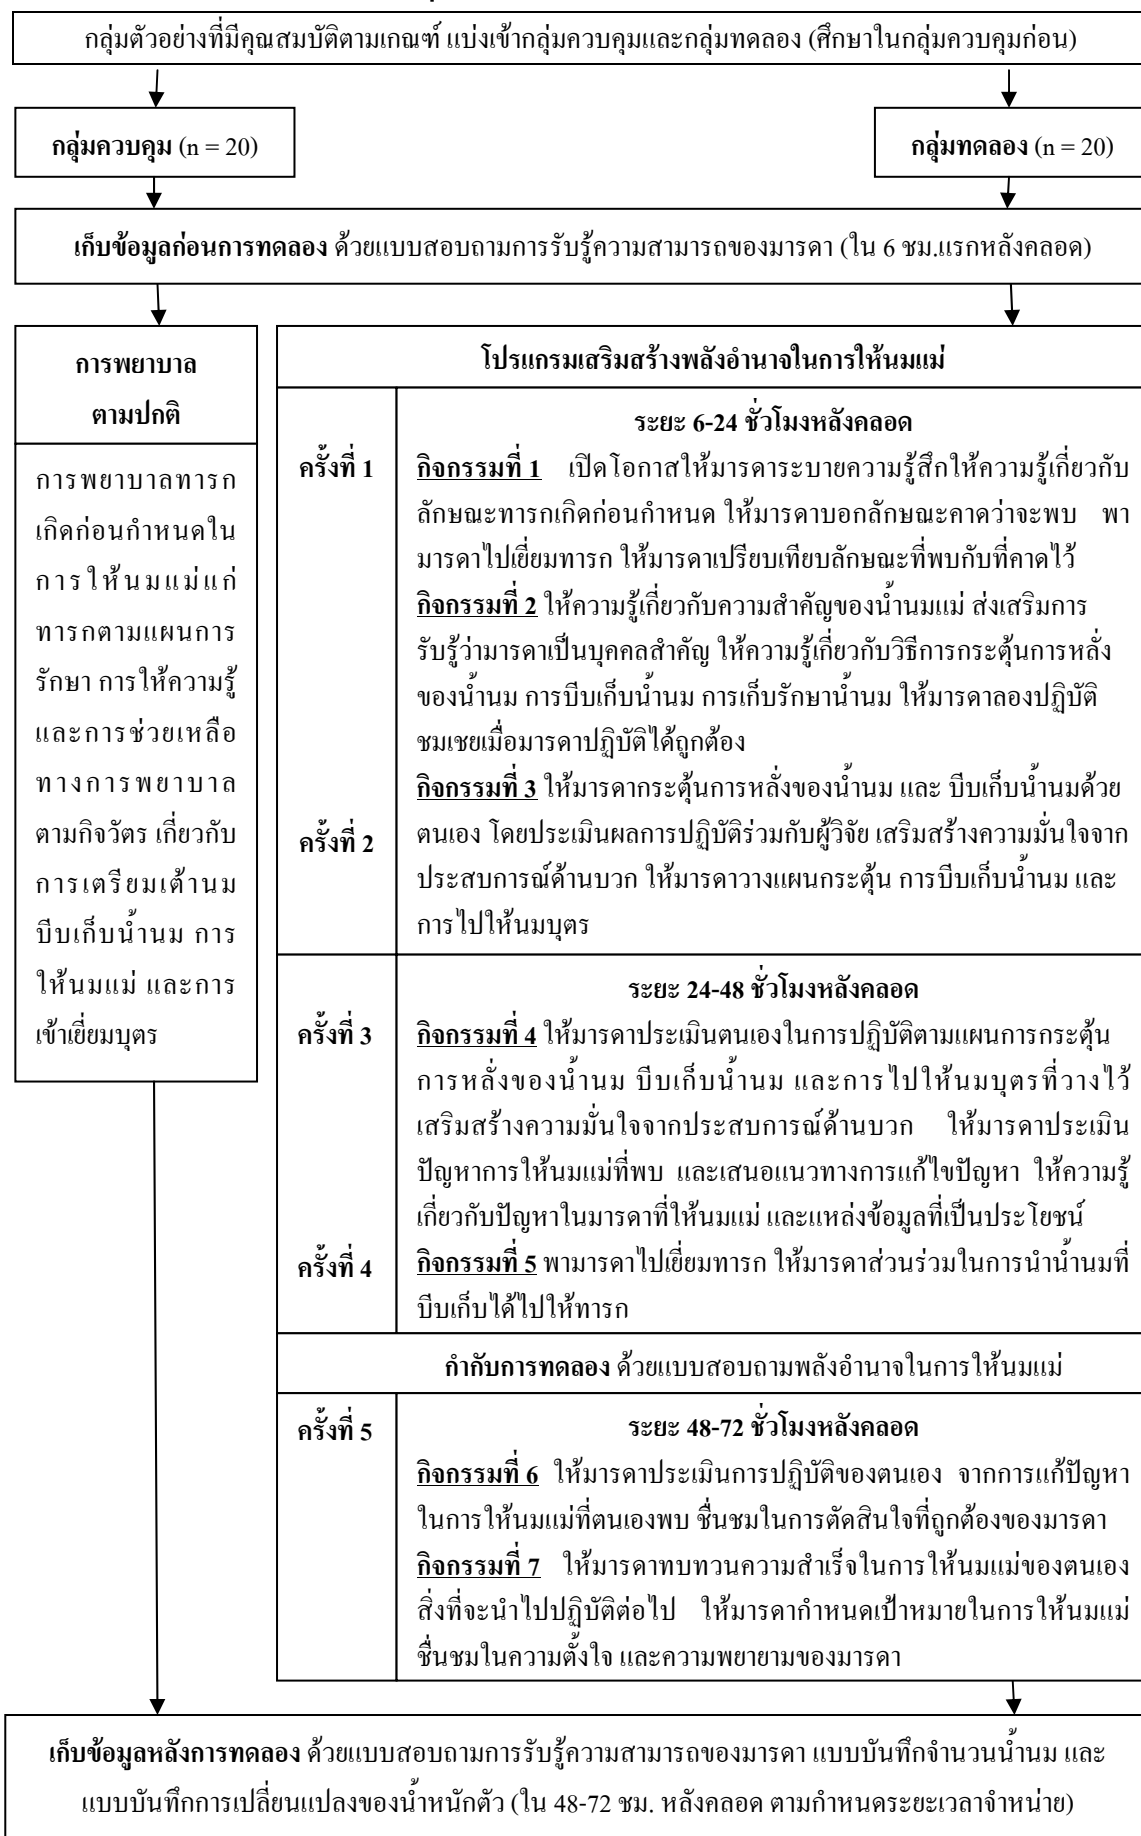 กลุ่มตัวอย่างที่มีคุณสมบัติตามเกณฑ์ แบ่งเข้ากลุ่มควบคุมและกลุ่มทดลอง (ศึกษาในกลุ่มควบคุมก่อน)
กลุ่มควบคุม (n = 20)
กลุ่มทดลอง (n = 20)
เก็บข้อมูลก่อนการทดลอง ด้วยแบบสอบถามการรับรู้ความสามารถของมารดา (ใน 6 ชม.แรกหลังคลอด)
การพยาบาล
ตามปกติ
การพยาบาลทารก
เกิดก่อนกำหนดใน
การให้นมแม่แก่
ทารกตามแผนการ
รักษา การให้ความรู้
และการช่วยเหลือ
ทางการพยาบาล
ตามกิจวัตร เกี่ยวกับ
การเตรียมเต้านม
บีบเก็บน้ำนม การ
ให้นมแม่ และการ
เข้าเยี่ยมบุตร
โปรแกรมเสริมสร้างพลังอำนาจในการให้นมแม่
ระยะ 6-24 ชั่วโมงหลังคลอด
ครั้งที่ 1
กิจกรรมที่ 1 เปิดโอกาสให้มารดาระบายความรู้สึกให้ความรู้เกี่ยวกับ
ลักษณะทารกเกิดก่อนกำหนด ให้มารดาบอกลักษณะคาดว่าจะพบ พา
มารดาไปเยี่ยมทารก ให้มารดาเปรียบเทียบลักษณะที่พบกับที่คาดไว้
กิจกรรมที่ 2 ให้ความรู้เกี่ยวกับความสำคัญของน้ำนมแม่ ส่งเสริมการ
รับรู้ว่ามารดาเป็นบุคคลสำคัญ ให้ความรู้เกี่ยวกับวิธีการกระตุ้นการหลั่ง
ของน้ำนม การบีบเก็บน้ำนม การเก็บรักษาน้ำนม ให้มารดาลองปฏิบัติ
ชมเชยเมื่อมารดาปฏิบัติได้ถูกต้อง
กิจกรรมที่ 3 ให้มารดากระตุ้นการหลั่งของน้ำนม และ บีบเก็บน้ำนมด้วย
ครั้งที่ 2
ตนเอง โดยประเมินผลการปฏิบัติร่วมกับผู้วิจัย เสริมสร้างความมั่นใจจาก
ประสบการณ์ด้านบวก ให้มารดาวางแผนกระตุ้น การบีบเก็บน้ำนม และ
การไปให้นมบุตร
ระยะ 24-48 ชั่วโมงหลังคลอด
ครั้งที่ 3
กิจกรรมที่ 4 ให้มารดาประเมินตนเองในการปฏิบัติตามแผนการกระตุ้น
การหลั่งของน้ำนม บีบเก็บน้ำนม และการไปให้นมบุตรที่วางไว้
เสริมสร้างความมั่นใจจากประสบการณ์ด้านบวก ให้มารดาประเมิน
ปัญหาการให้นมแม่ที่พบ และเสนอแนวทางการแก้ไขปัญหา ให้ความรู้
เกี่ยวกับปัญหาในมารดาที่ให้นมแม่ และแหล่งข้อมูลที่เป็นประโยชน์
ครั้งที่ 4
กิจกรรมที่ 5 พามารดาไปเยี่ยมทารก ให้มารดาส่วนร่วมในการนำน้ำนมที่
บีบเก็บได้ไปให้ทารก
กำกับการทดลอง ด้วยแบบสอบถามพลังอำนาจในการให้นมแม่
ครั้งที่ 5
ระยะ 48-72 ชั่วโมงหลังคลอด
กิจกรรมที่ 6 ให้มารดาประเมินการปฏิบัติของตนเอง จากการแก้ปัญหา
ในการให้นมแม่ที่ตนเองพบ ชื่นชมในการตัดสินใจที่ถูกต้องของมารดา
กิจกรรมที่ 7 ให้มารดาทบทวนความสำเร็จในการให้นมแม่ของตนเอง
สิ่งที่จะนำไปปฏิบัติต่อไป ให้มารดากำหนดเป้าหมายในการให้นมแม่
ชื่นชมในความตั้งใจ และความพยายามของมารดา
เก็บข้อมูลหลังการทดลอง ด้วยแบบสอบถามการรับรู้ความสามารถของมารดา แบบบันทึกจำนวนน้ำนม และ
แบบบันทึกการเปลี่ยนแปลงของน้ำหนักตัว (ใน 48-72 ชม. หลังคลอด ตามกำหนดระยะเวลาจำหน่าย)